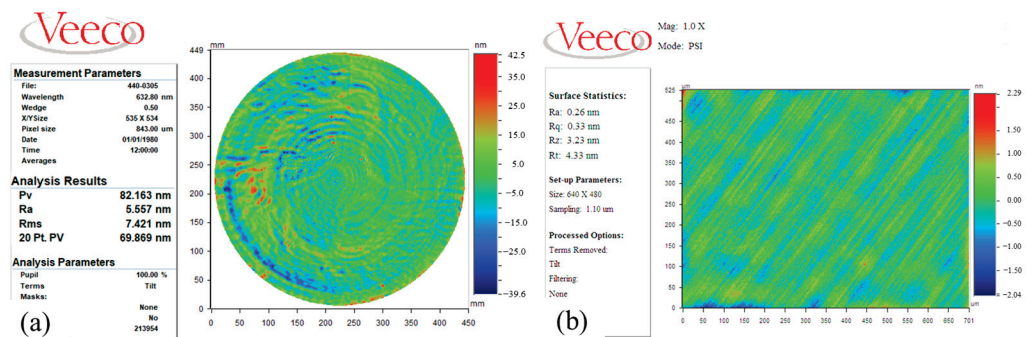 Veeco
Measurement Parameters
File: 440-0305
Wavelength 632.80 nm
Wedge 0.50
X/YSize 535 X 534
Pixel size 843.00 um
Date 01/01/1980
Time 12:00:00
Averages
Analysis Results
Pv 82.163 nm
Ra 5.557 nm
Rms 7.421 nm
20 Pt. PV 69.869 nm
Analysis Parameters
Pupil 100.00 %
Terms Tilt
Masks:
None
No
213954
(a)
mm
449
400
350
300
250
200
150
100
50
0
0 50 100 150 200 250 300 350 400 450
nm
42.5
35.0
25.0
15.0
5.0
−5.0
−15.0
−25.0
−39.6
mm
Veeco
Mag: 1.0 X
Mode: PSI
Surface Statistics:
Ra: 0.26 nm
Rq: 0.33 nm
Rz: 3.23 nm
Rt: 4.33 nm
Set-up Parameters:
Size: 640 X 480
Sampling: 1.10 um
Processed Options:
Terms Removed:
Tilt
Filtering:
None
(b)
um
525
450
400
350
300
250
200
150
100
50
0
0 50 100 150 200 250 300 350 400 450 500 550 600 650 701
nm
2.29
1.50
1.00
0.50
0.00
−0.50
−1.00
−1.50
−2.04
um